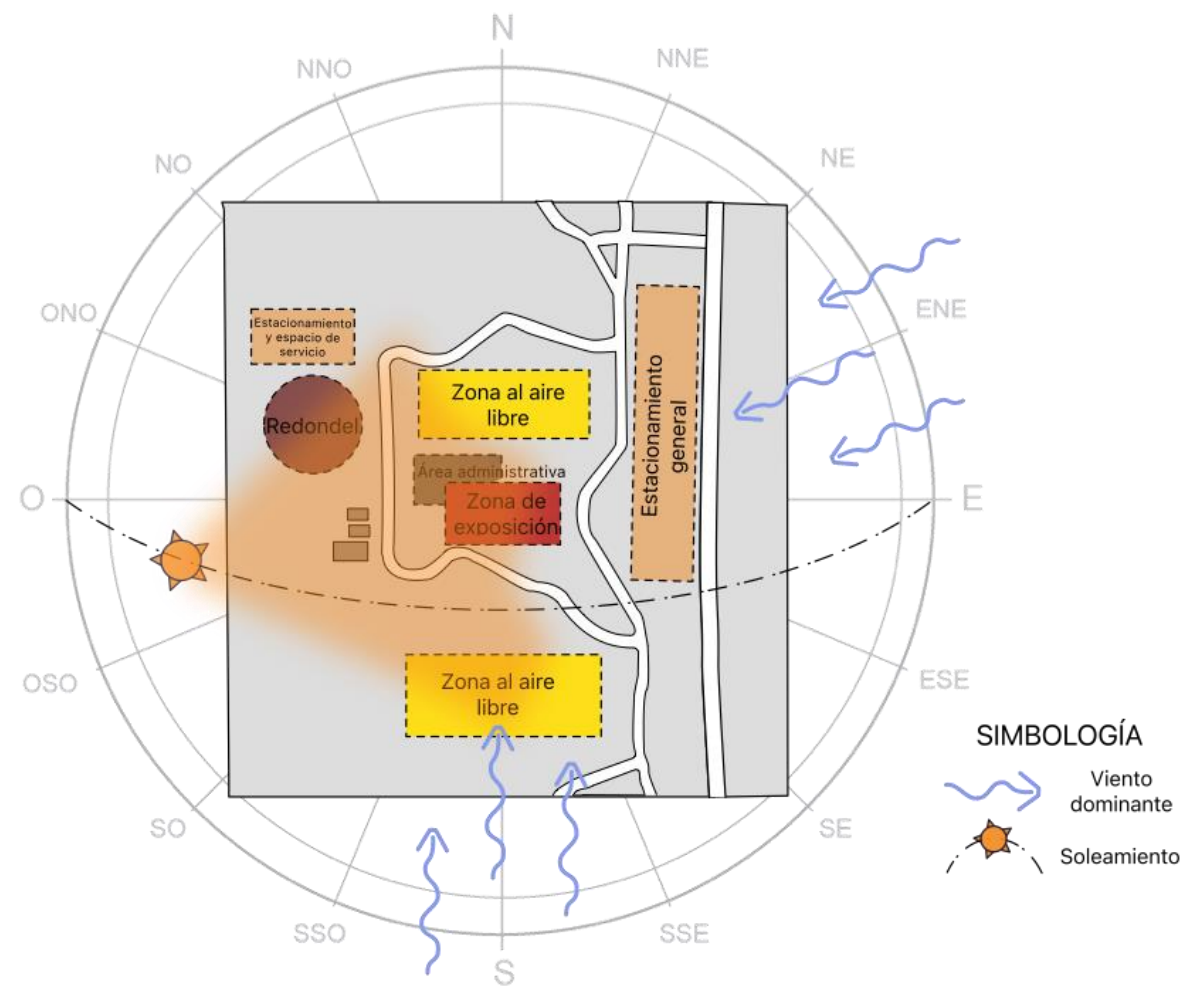 N
NNO
NNE
NO
NE
ONO
ENE
Estacionamiento
y espacio de
servicio
Zona al aire
libre
Redondel
Estacionamiento
general
Área administrativa
Zona de
exposición
O
E
OSO
ESE
Zona al aire
libre
SIMBOLOGÍA
Viento
dominante
Soleamiento
SO
SE
SSO
SSE
S